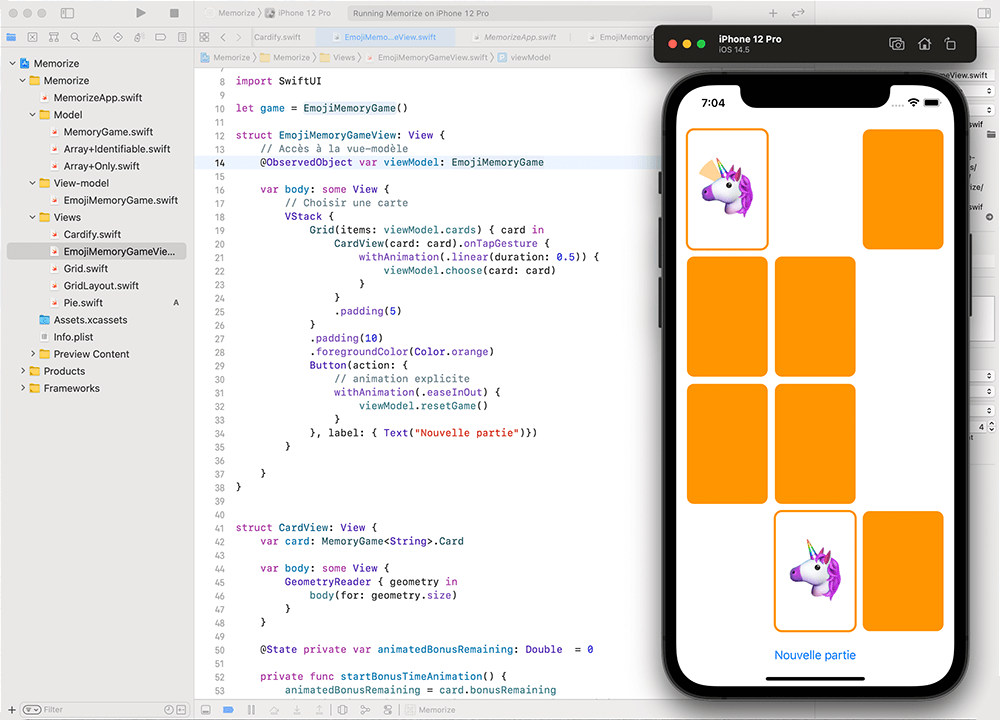 Memorize
iPhone 12 Pro
Running Memorize on iPhone 12 Pro
Cardify.swift
EmojiMemo...eView.swift
MemorizeApp.swift
EmojiMemory
Memorize
Memorize
Views
EmojiMemoryGameView.swift
viewModel
Memorize
Memorize
MemorizeApp.swift
Model
MemoryGame.swift
Array+Identifiable.swift
Array+Only.swift
View-model
EmojiMemoryGame.swift
Views
Cardify.swift
EmojiMemoryGameVie...
Grid.swift
GridLayout.swift
Pie.swift A
Assets.xcassets
Info.plist
Preview Content
Products
Frameworks
Filter
7
8 import SwiftUI
9
10 let game = EmojiMemoryGame()
11
12 struct EmojiMemoryGameView: View {
13 // Accès à la vue-modèle
14 @ObservedObject var viewModel: EmojiMemoryGame
15
16 var body: some View {
17 // Choisir une carte
18 VStack {
19 Grid(items: viewModel.cards) { card in
20 CardView(card: card).onTapGesture {
21 withAnimation(.linear(duration: 0.5)) {
22 viewModel.choose(card: card)
23 }
24 }
25 .padding(5)
26 }
27 .padding(10)
28 .foregroundColor(Color.orange)
29 Button(action: {
30 // animation explicite
31 withAnimation(.easeInOut) {
32 viewModel.resetGame()
33 }
34 }, label: { Text("Nouvelle partie")})
35 }
36
37 }
38 }
39
40
41 struct CardView: View {
42 var card: MemoryGame<String>.Card
43
44 var body: some View {
45 GeometryReader { geometry in
46 body(for: geometry.size)
47 }
48 }
49
50 @State private var animatedBonusRemaining: Double = 0
51
52 private func startBonusTimeAnimation() {
53 animatedBonusRemaining = card.bonusRemaining
Memorize
iPhone 12 Pro
iOS 14.5
7:04
Nouvelle partie
eView.swift
4